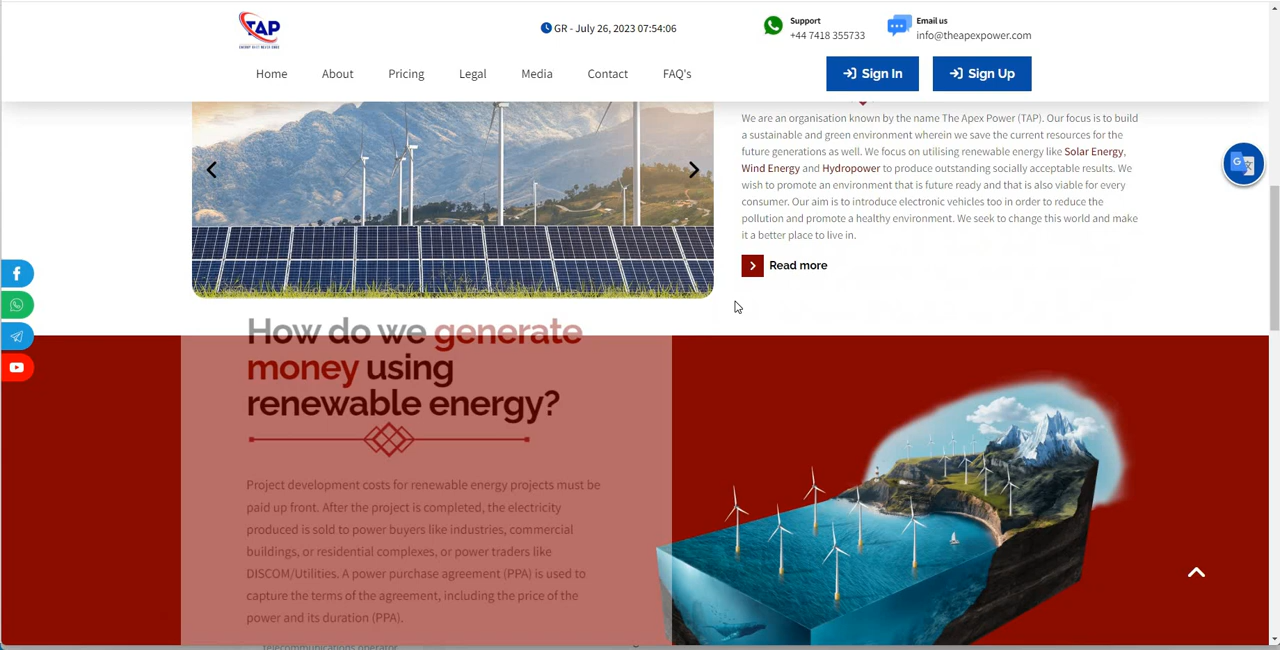 TAP
GR - July 26, 2023 07:54:06
Support
+44 7418 355733
Email us
info@theapexpower.com
Home About Pricing Legal Media Contact FAQ's
Sign In
Sign Up
We are an organisation known by the name The Apex Power (TAP). Our focus is to build
a sustainable and green environment wherein we save the current resources for the
future generations as well. We focus on utilising renewable energy like Solar Energy,
Wind Energy and Hydropower to produce outstanding socially acceptable results. We
wish to promote an environment that is future ready and that is also viable for every
consumer. Our aim is to introduce electronic vehicles too in order to reduce the
pollution and promote a healthy environment. We seek to change this world and make
it a better place to live in.
Read more
How do we generate
money using
renewable energy?
Project development costs for renewable energy projects must be
paid up front. After the project is completed, the electricity
produced is sold to power buyers like industries, commercial
buildings, or residential complexes, or power traders like
DISCOM/Utilities. A power purchase agreement (PPA) is used to
capture the terms of the agreement, including the price of the
power and its duration (PPA).
telecommunications operator